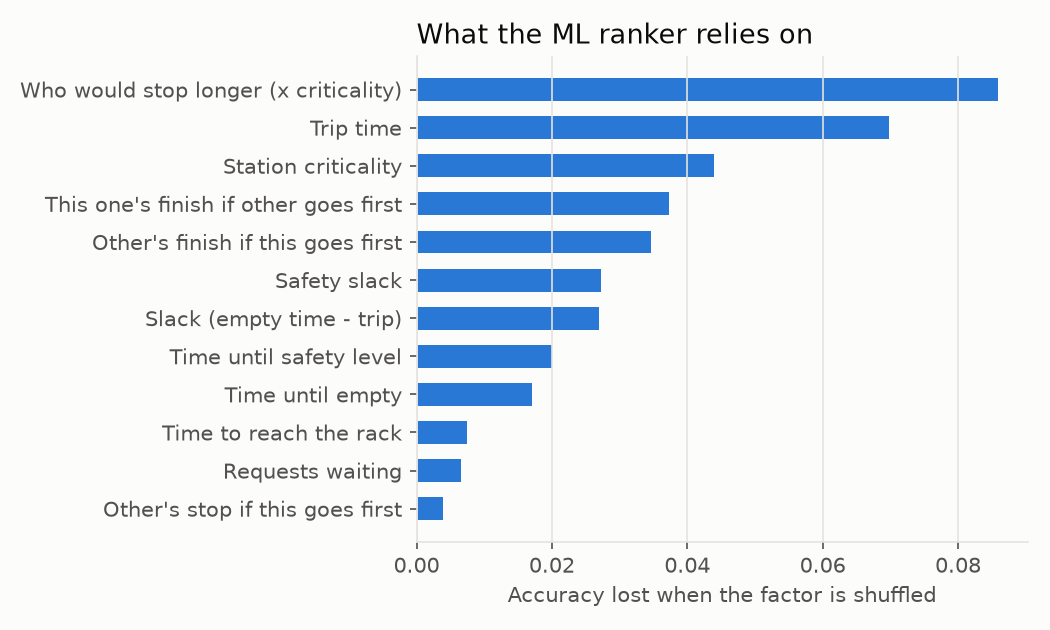 What the ML ranker relies on
Who would stop longer (x criticality)
Trip time
Station criticality
This one's finish if other goes first
Other's finish if this goes first
Safety slack
Slack (empty time - trip)
Time until safety level
Time until empty
Time to reach the rack
Requests waiting
Other's stop if this goes first
0.00 0.02 0.04 0.06 0.08
Accuracy lost when the factor is shuffled